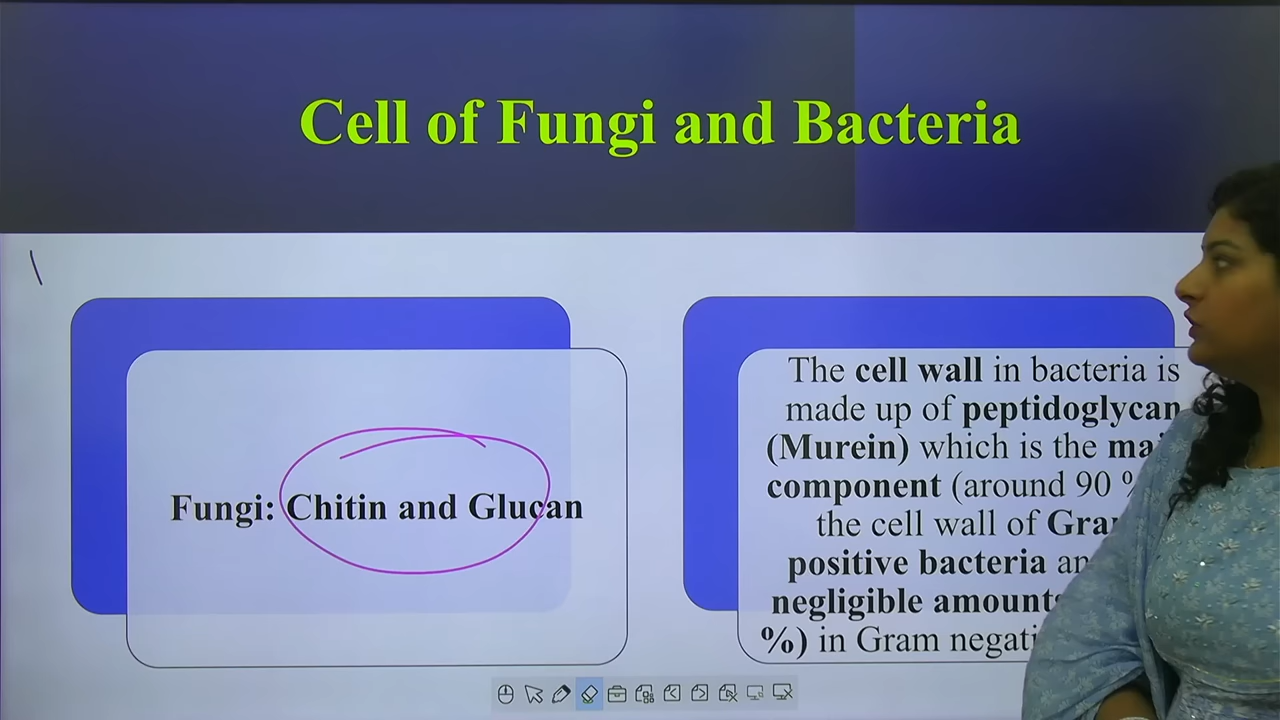 Cell of Fungi and Bacteria
Fungi: Chitin and Glucan
The cell wall in bacteria is
made up of peptidoglycan
(Murein) which is the
component (around 90 %
the cell wall of
positive bacteria
negligible amounts
%) in Gram